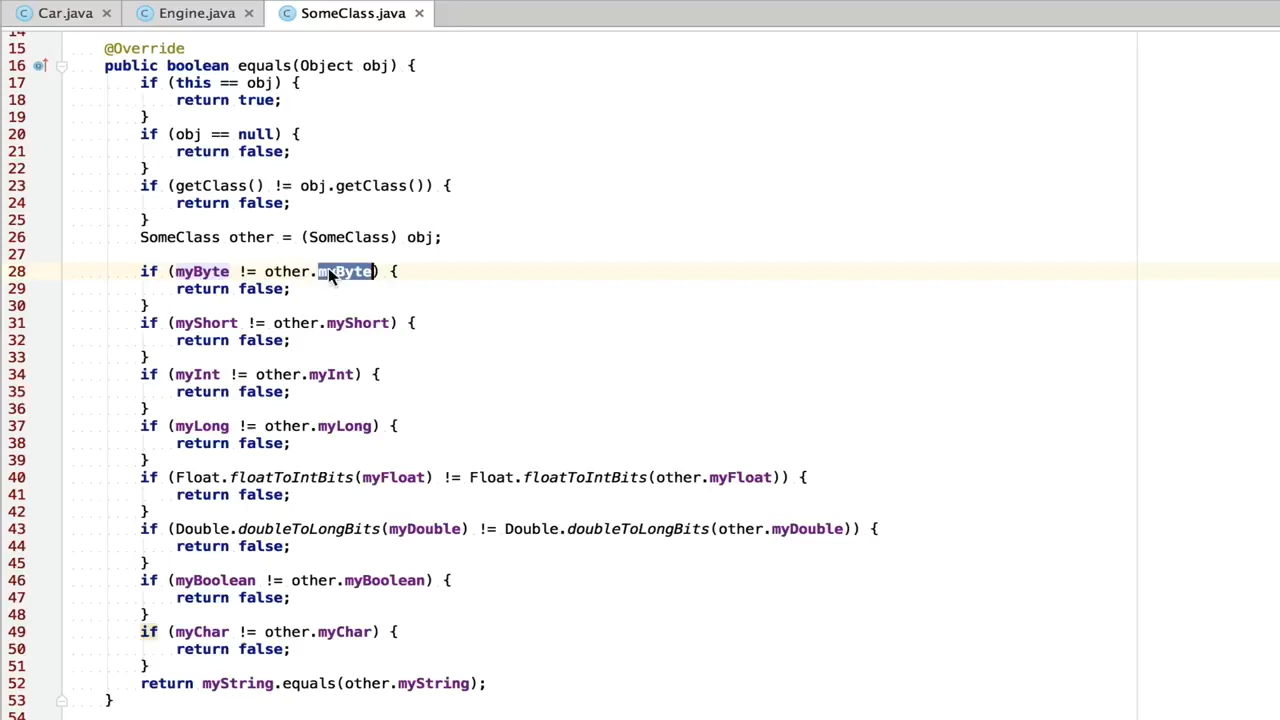 Car.java × Engine.java × SomeClass.java ×
14
15 @Override
16 public boolean equals(Object obj) {
17 if (this == obj) {
18 return true;
19 }
20 if (obj == null) {
21 return false;
22 }
23 if (getClass() != obj.getClass()) {
24 return false;
25 }
26 SomeClass other = (SomeClass) obj;
27
28 if (myByte != other.myByte) {
29 return false;
30 }
31 if (myShort != other.myShort) {
32 return false;
33 }
34 if (myInt != other.myInt) {
35 return false;
36 }
37 if (myLong != other.myLong) {
38 return false;
39 }
40 if (Float.floatToIntBits(myFloat) != Float.floatToIntBits(other.myFloat)) {
41 return false;
42 }
43 if (Double.doubleToLongBits(myDouble) != Double.doubleToLongBits(other.myDouble)) {
44 return false;
45 }
46 if (myBoolean != other.myBoolean) {
47 return false;
48 }
49 if (myChar != other.myChar) {
50 return false;
51 }
52 return myString.equals(other.myString);
53 }
54